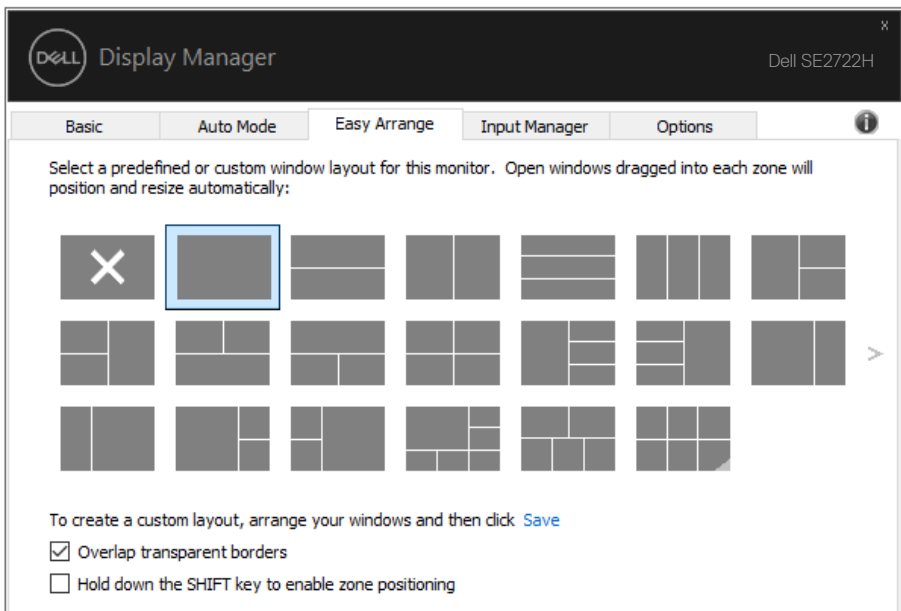 x
DELL Display Manager
Dell SE2722H
Basic Auto Mode Easy Arrange Input Manager Options
Select a predefined or custom window layout for this monitor. Open windows dragged into each zone will
position and resize automatically:
To create a custom layout, arrange your windows and then click Save
Overlap transparent borders
Hold down the SHIFT key to enable zone positioning